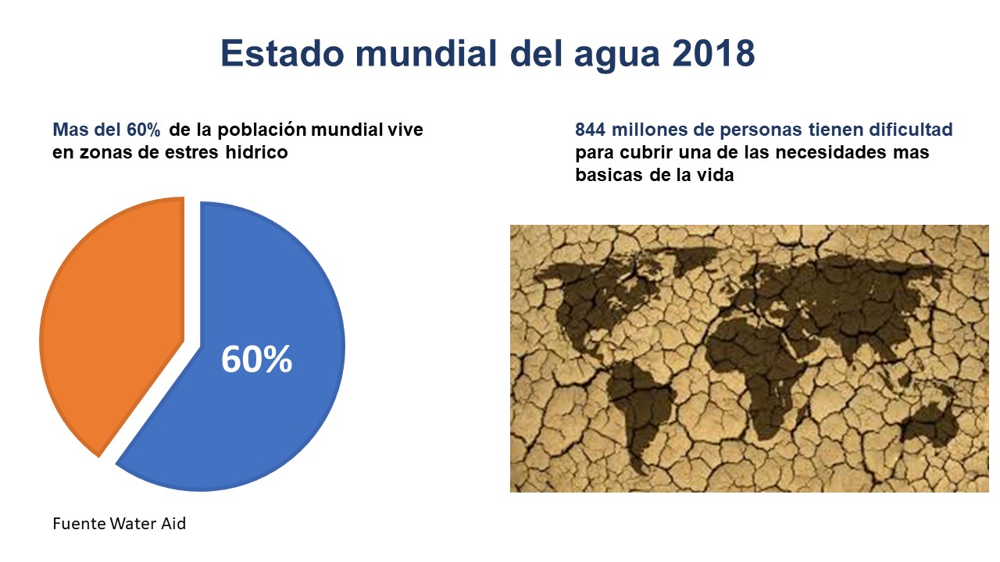 Estado mundial del agua 2018
Mas del 60% de la población mundial vive
en zonas de estres hidrico
844 millones de personas tienen dificultad
para cubrir una de las necesidades mas
basicas de la vida
60%
Fuente Water Aid